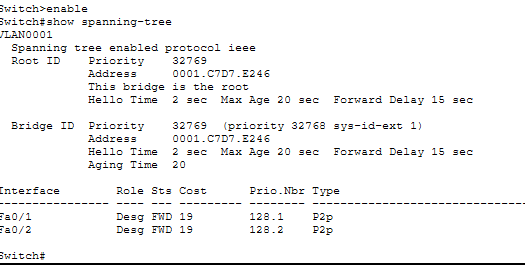 Switch>enable
Switch#show spanning-tree
VLAN0001
  Spanning tree enabled protocol ieee
  Root ID    Priority    32769
             Address     0001.C7D7.E246
             This bridge is the root
             Hello Time  2 sec  Max Age 20 sec  Forward Delay 15 sec
  Bridge ID  Priority    32769  (priority 32768 sys-id-ext 1)
             Address     0001.C7D7.E246
             Hello Time  2 sec  Max Age 20 sec  Forward Delay 15 sec
             Aging Time  20
Interface        Role Sts Cost      Prio.Nbr Type
---------------- ---- --- --------- -------- --------------------------------
Fa0/1            Desg FWD 19        128.1    P2p
Fa0/2            Desg FWD 19        128.2    P2p
Switch#